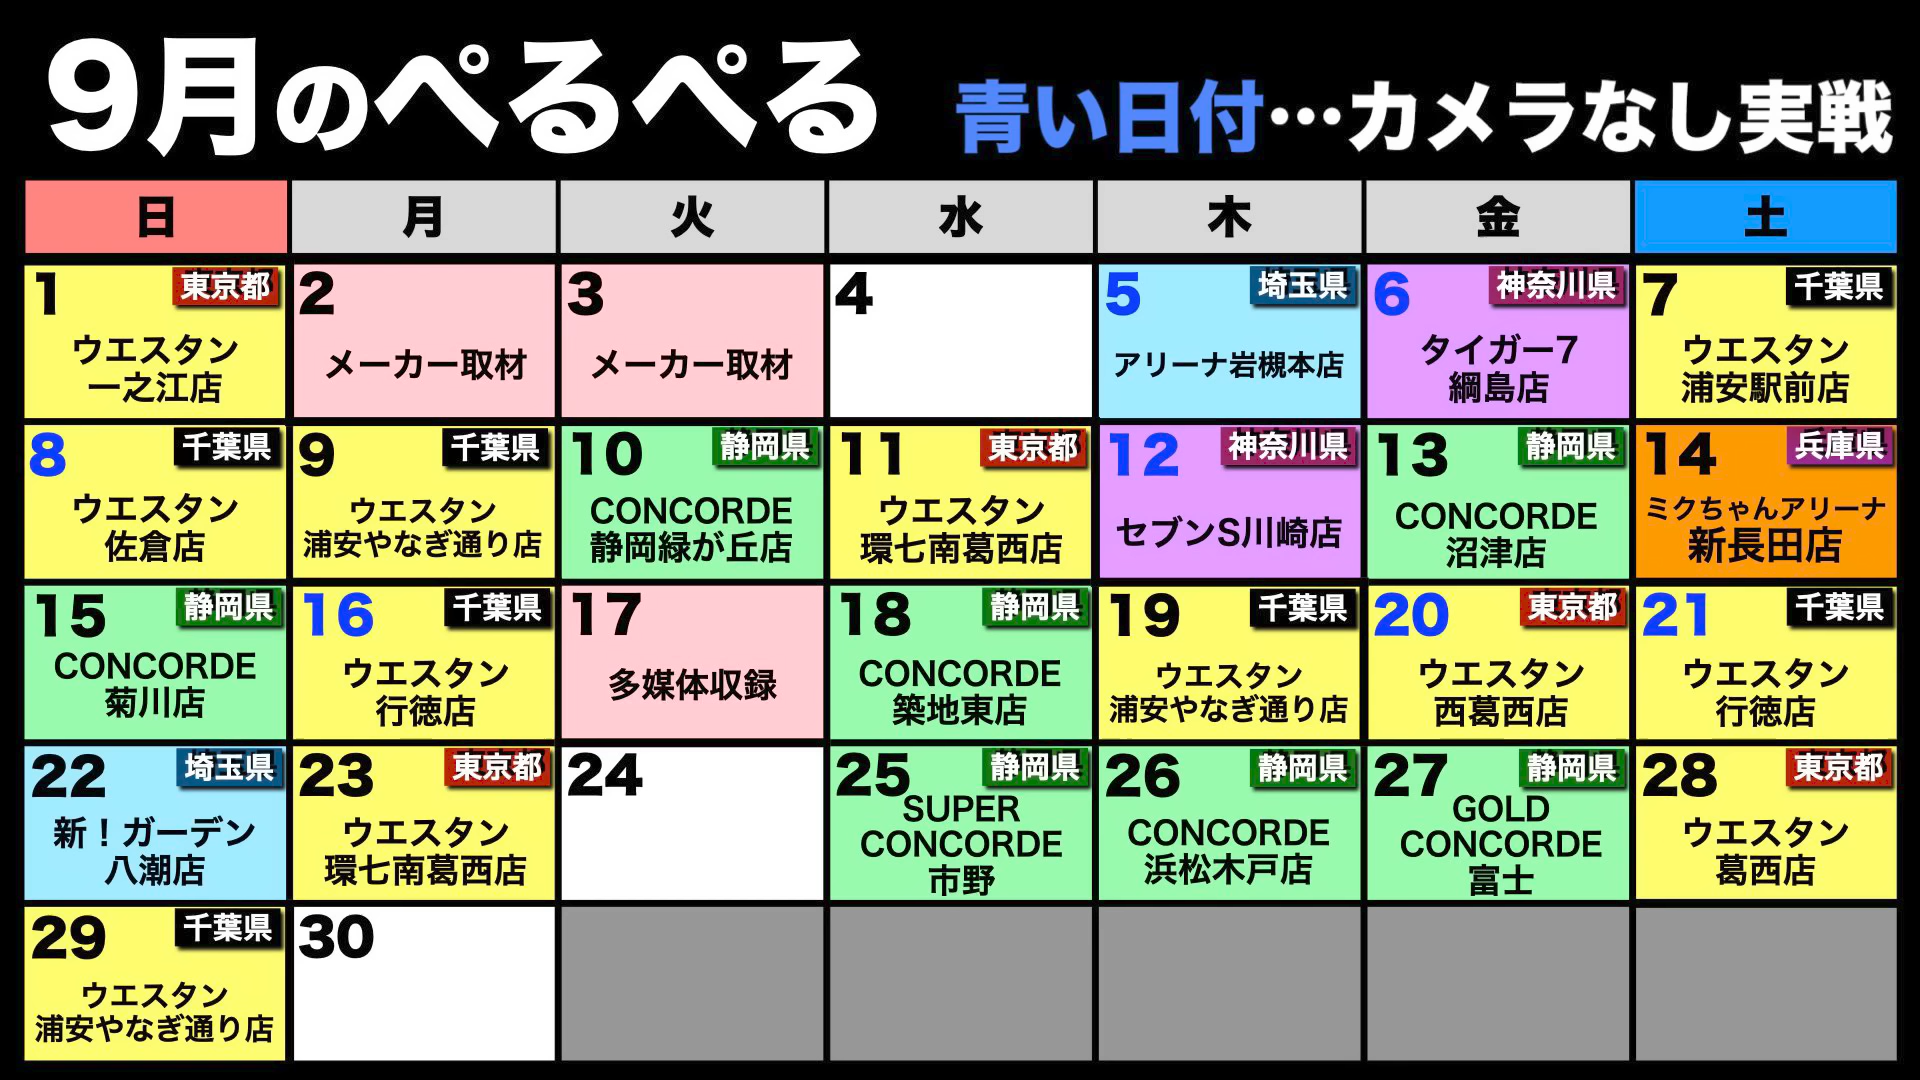 9月のぺるぺる
青い日付…カメラなし実戦
日 月 火 水 木 金 土
1 東京都
ウエスタン
一之江店
2
メーカー取材
3
メーカー取材
4
5 埼玉県
アリーナ岩槻本店
6 神奈川県
タイガー7
綱島店
7 千葉県
ウエスタン
浦安駅前店
8 千葉県
ウエスタン
佐倉店
9 千葉県
ウエスタン
浦安やなぎ通り店
10 静岡県
CONCORDE
静岡緑が丘店
11 東京都
ウエスタン
環七南葛西店
12 神奈川県
セブンS川崎店
13 静岡県
CONCORDE
沼津店
14 兵庫県
ミクちゃんアリーナ
新長田店
15 静岡県
CONCORDE
菊川店
16 千葉県
ウエスタン
行徳店
17
多媒体収録
18 静岡県
CONCORDE
築地東店
19 千葉県
ウエスタン
浦安やなぎ通り店
20 東京都
ウエスタン
西葛西店
21 千葉県
ウエスタン
行徳店
22 埼玉県
新!ガーデン
八潮店
23 東京都
ウエスタン
環七南葛西店
24
25 静岡県
SUPER
CONCORDE
市野
26 静岡県
CONCORDE
浜松木戸店
27 静岡県
GOLD
CONCORDE
富士
28 東京都
ウエスタン
葛西店
29 千葉県
ウエスタン
浦安やなぎ通り店
30